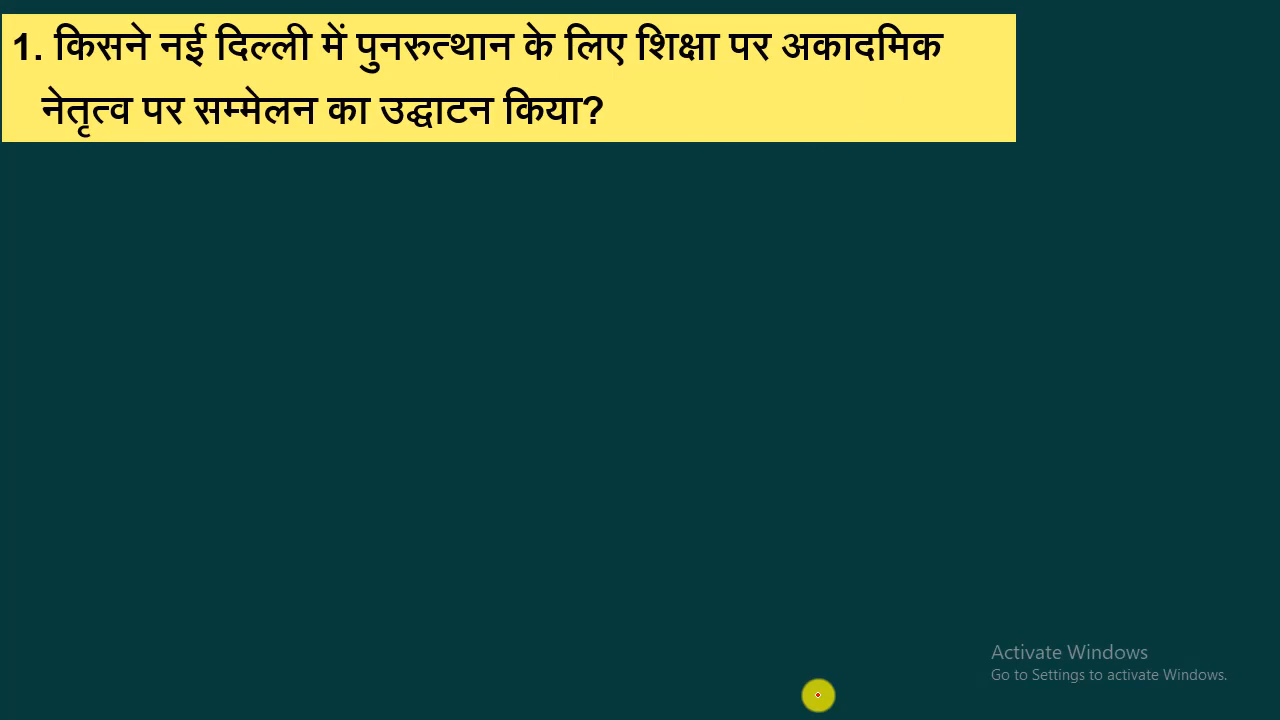 1. किसने नई दिल्ली में पुनरुत्थान के लिए शिक्षा पर अकादमिक
नेतृत्व पर सम्मेलन का उद्घाटन किया?
Activate Windows
Go to Settings to activate Windows.